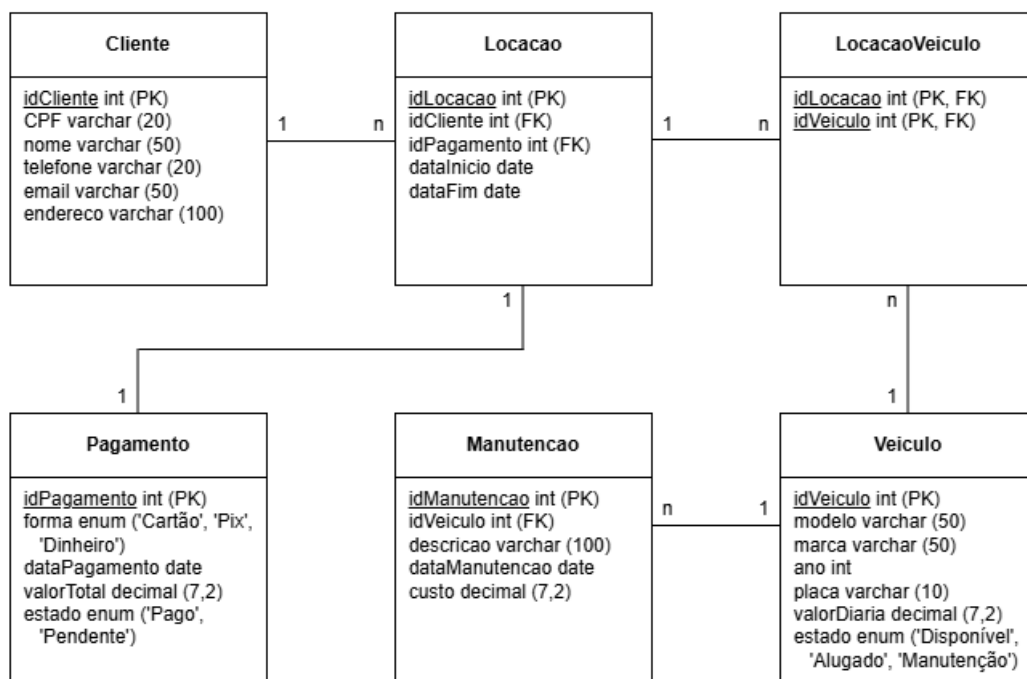 Cliente
idCliente int (PK)
CPF varchar (20)
nome varchar (50)
telefone varchar (20)
email varchar (50)
endereco varchar (100)
1
n
Locacao
idLocacao int (PK)
idCliente int (FK)
idPagamento int (FK)
dataInicio date
dataFim date
1
n
LocacaoVeiculo
idLocacao int (PK, FK)
idVeiculo int (PK, FK)
1
n
1
1
Pagamento
idPagamento int (PK)
forma enum ('Cartão', 'Pix',
'Dinheiro')
dataPagamento date
valorTotal decimal (7,2)
estado enum ('Pago',
'Pendente')
Manutencao
idManutencao int (PK)
idVeiculo int (FK)
descricao varchar (100)
dataManutencao date
custo decimal (7,2)
n
1
Veiculo
idVeiculo int (PK)
modelo varchar (50)
marca varchar (50)
ano int
placa varchar (10)
valorDiaria decimal (7,2)
estado enum ('Disponível',
'Alugado', 'Manutenção')